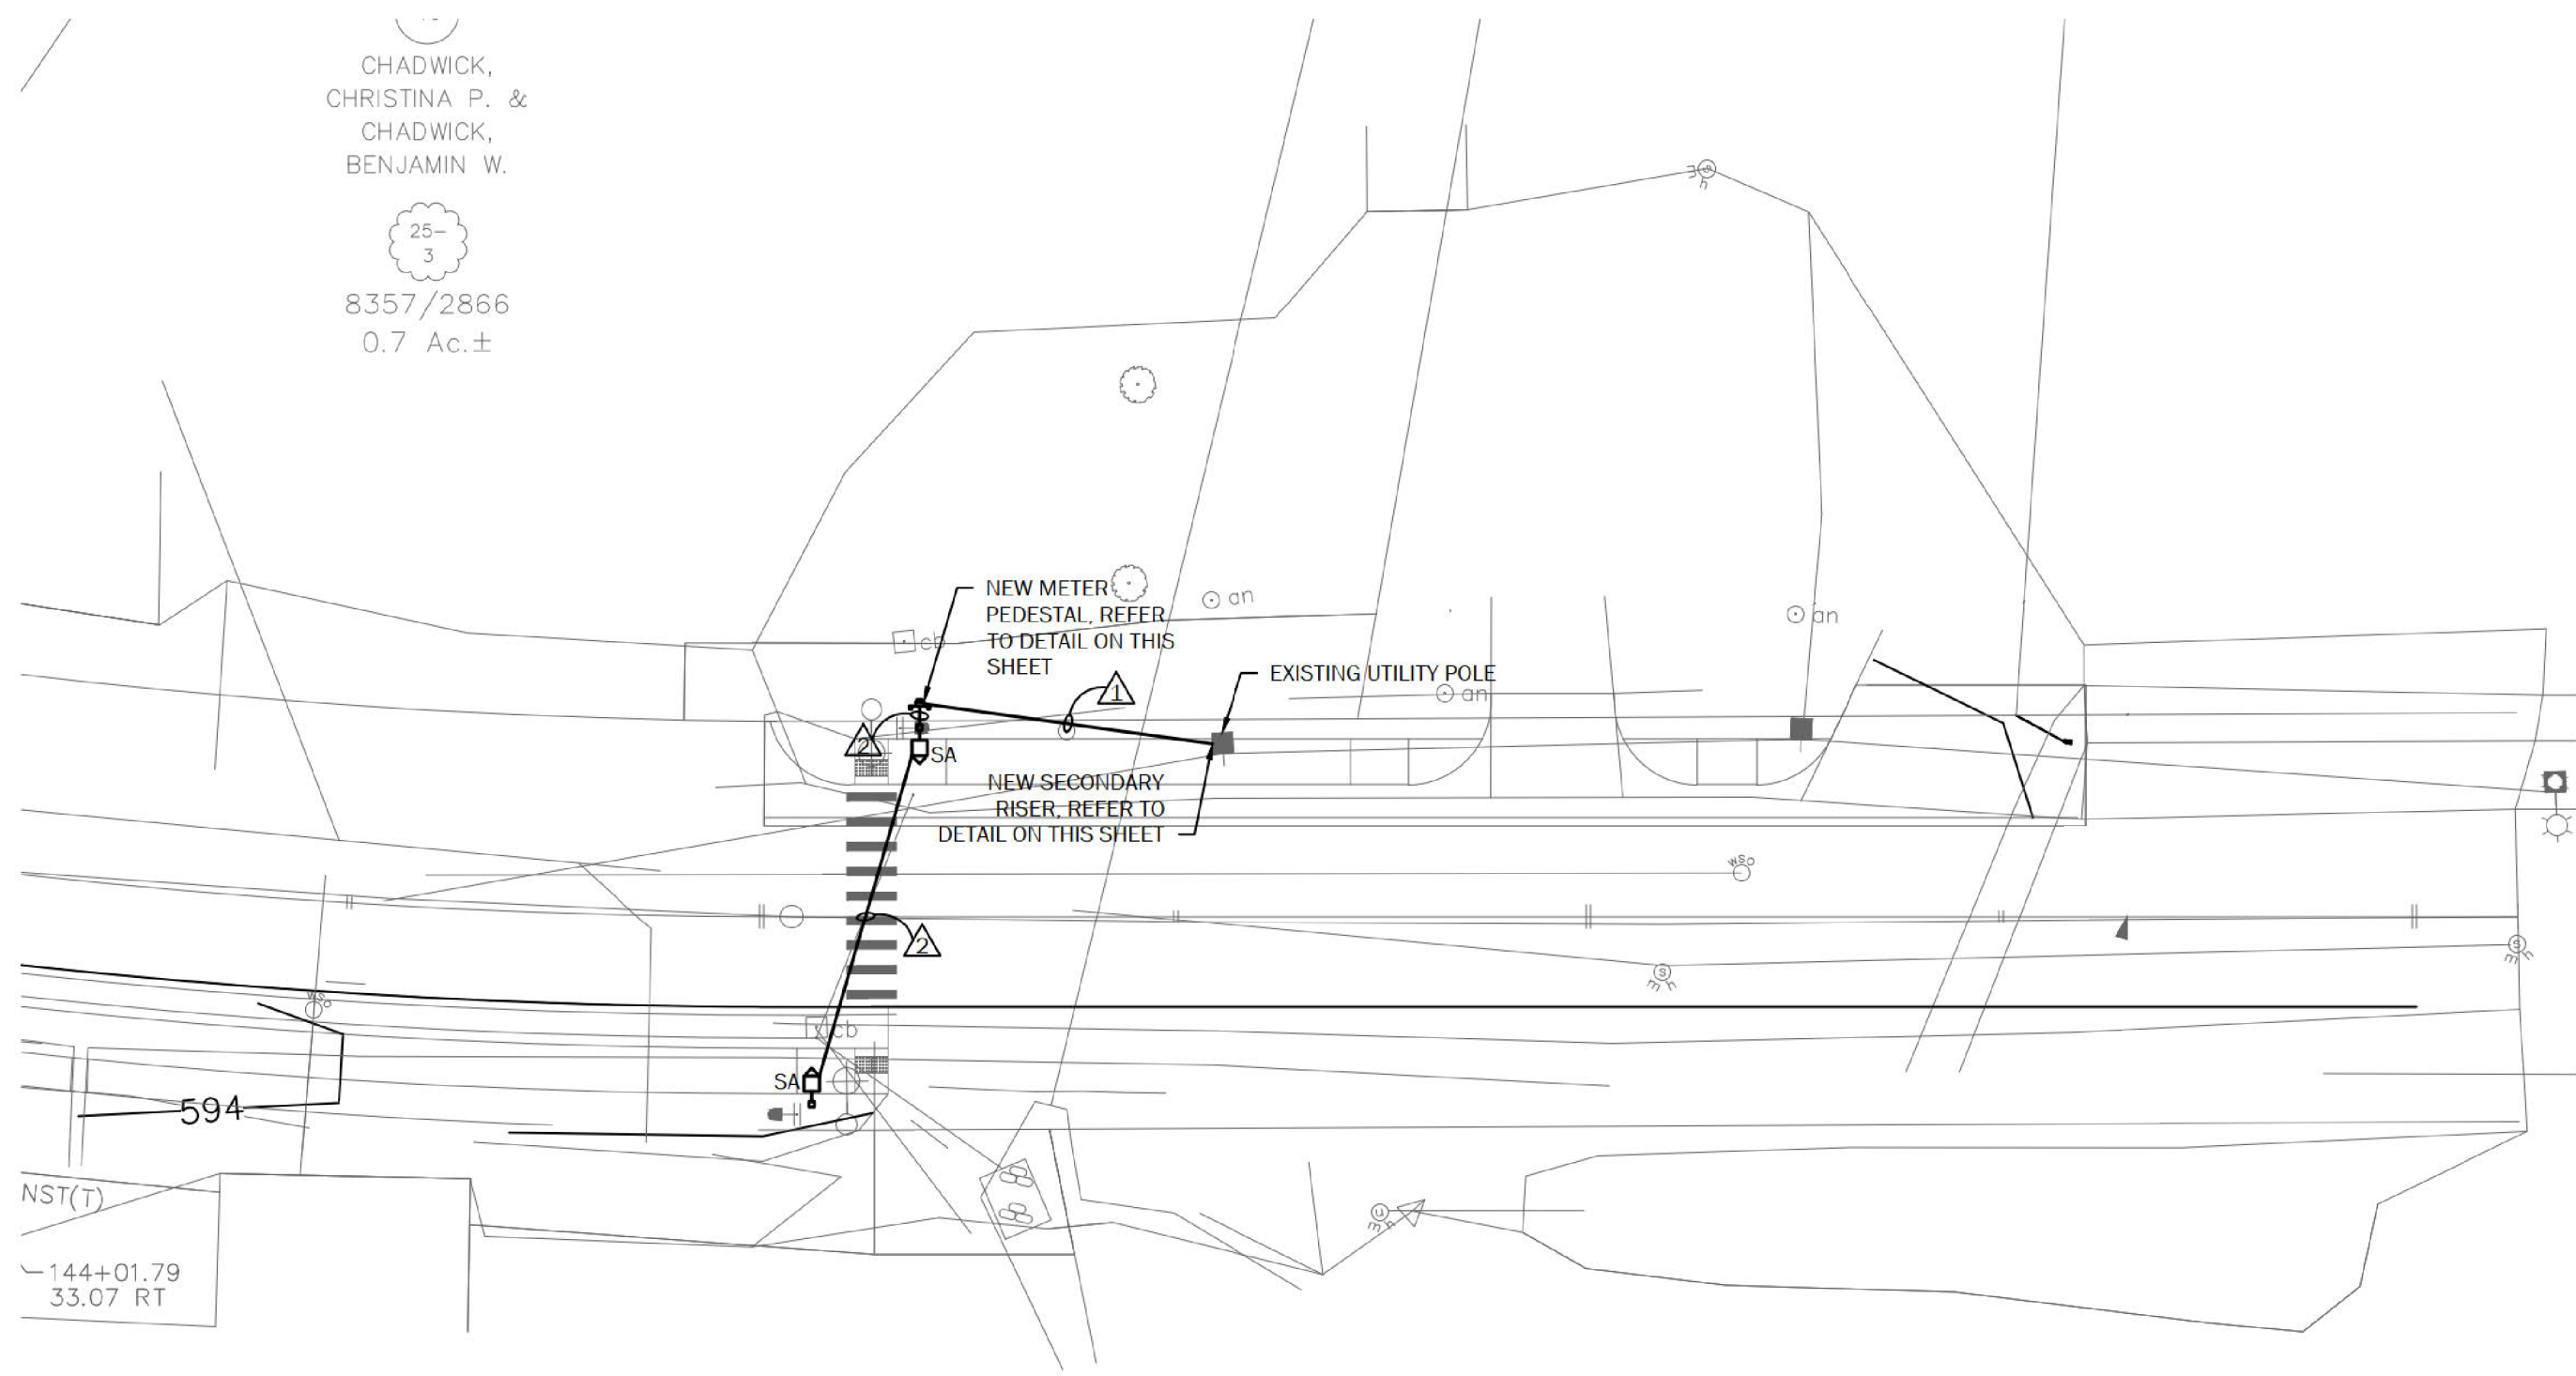 CHADWICK,
CHRISTINA P. &
CHADWICK,
BENJAMIN W.
25-
3
8357/2866
0.7 Ac.±
s
m h
NEW METER
PEDESTAL, REFER
TO DETAIL ON THIS
SHEET
an
an
cb
1
EXISTING UTILITY POLE
an
2
SA
NEW SECONDARY
RISER, REFER TO
DETAIL ON THIS SHEET
wso
2
s
m h
s
m h
wso
cb
SA
594
NST(T)
u
m h
144+01.79
33.07 RT